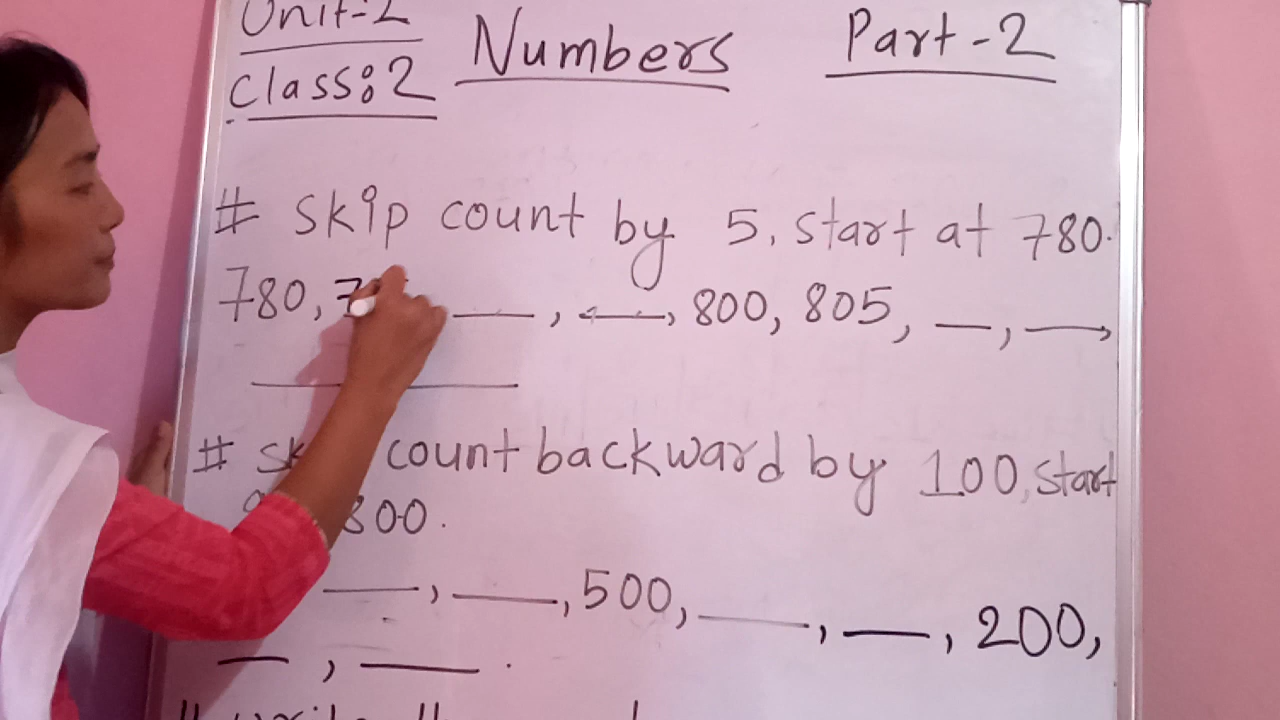 Unit-2
Class:2 Numbers Part-2
# Skip count by 5, start at 780.
780, 7 ___, ___, 800, 805, ___, ___,
___
# count backward by 100, start
800.
___, ___, 500, ___, ___, 200,
___, ___.